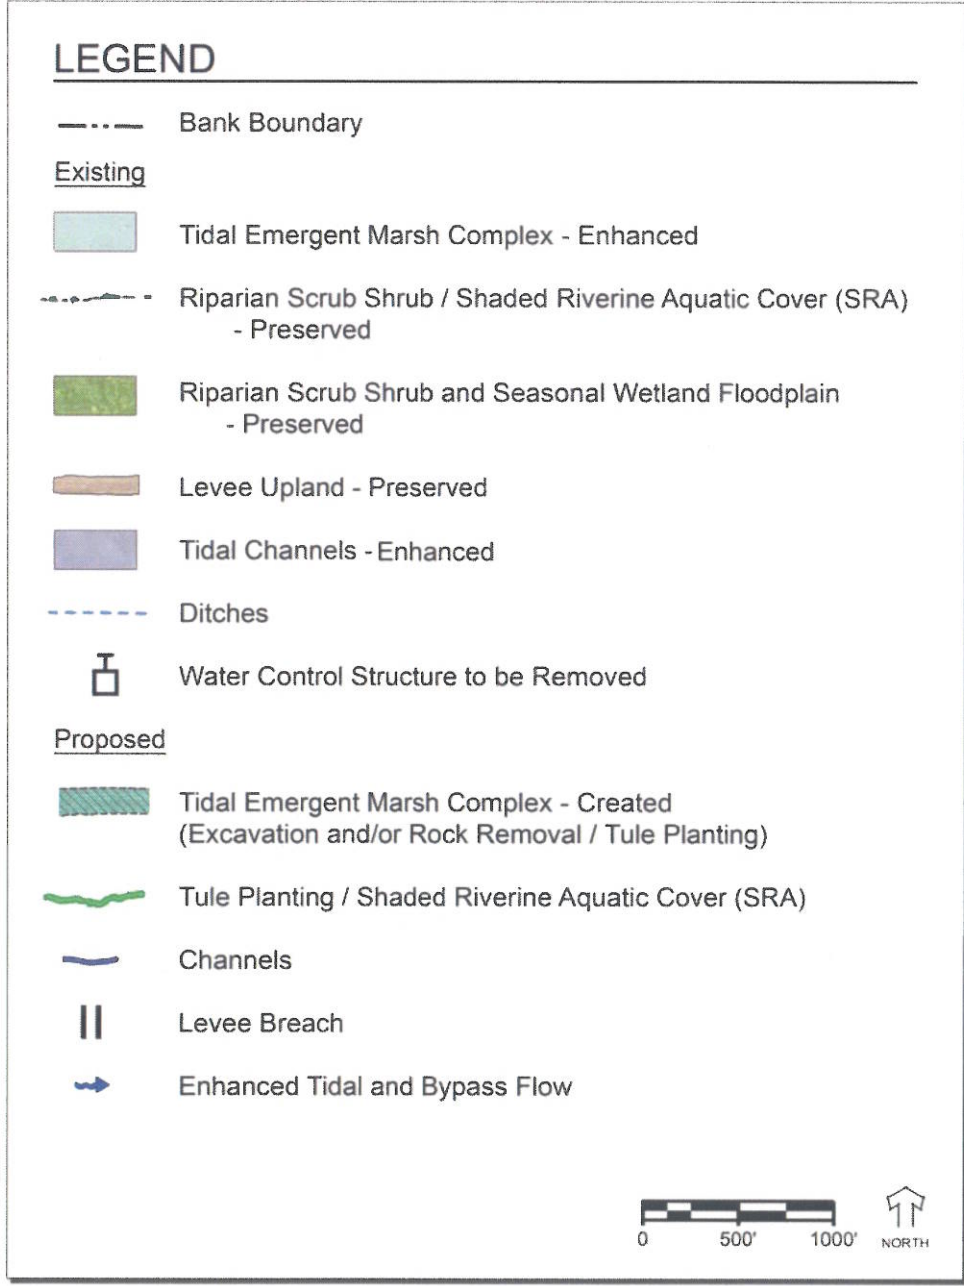 LEGEND
Bank Boundary
Existing
Tidal Emergent Marsh Complex - Enhanced
Riparian Scrub Shrub / Shaded Riverine Aquatic Cover (SRA)
- Preserved
Riparian Scrub Shrub and Seasonal Wetland Floodplain
- Preserved
Levee Upland - Preserved
Tidal Channels - Enhanced
Ditches
Water Control Structure to be Removed
Proposed
Tidal Emergent Marsh Complex - Created
(Excavation and/or Rock Removal / Tule Planting)
Tule Planting / Shaded Riverine Aquatic Cover (SRA)
Channels
Levee Breach
Enhanced Tidal and Bypass Flow
0 500' 1000'
NORTH